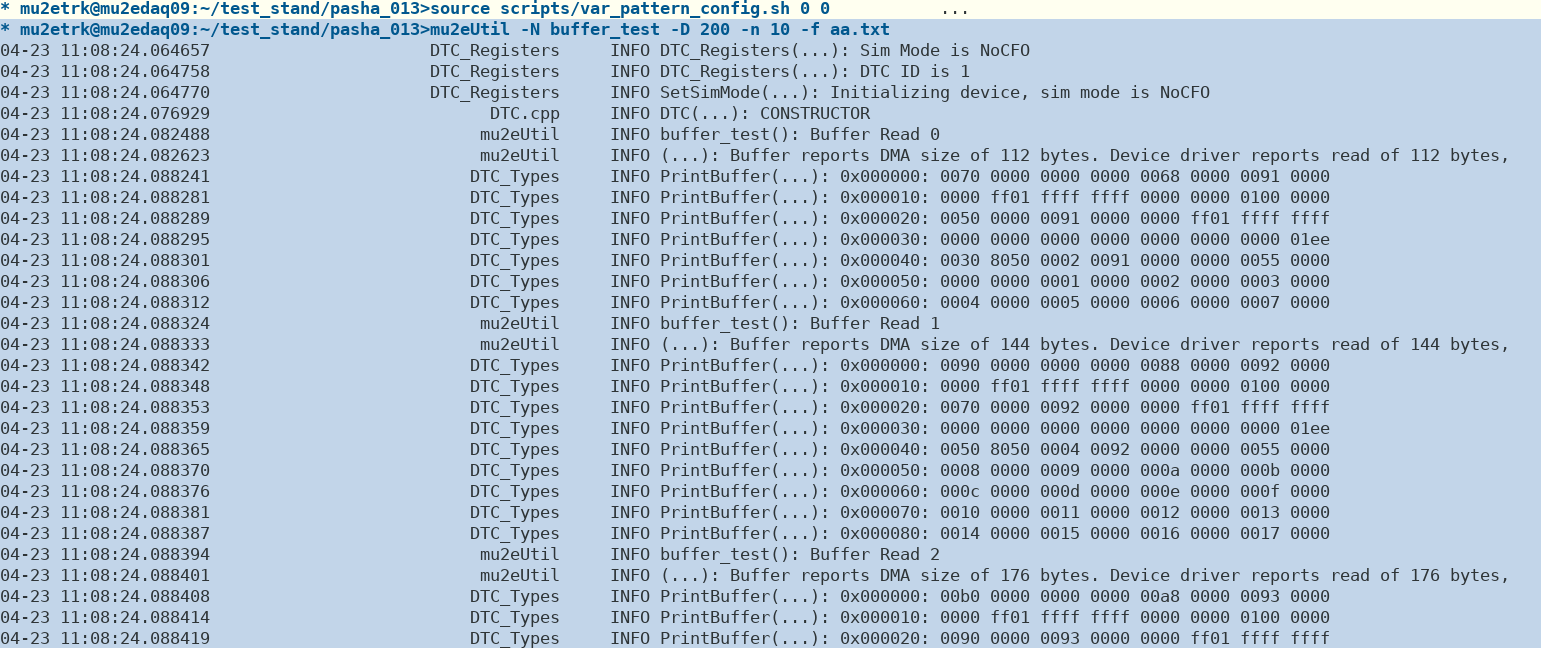 * mu2etrk@mu2edaq09:~/test_stand/pasha_013>source scripts/var_pattern_config.sh 0 0           ...
* mu2etrk@mu2edaq09:~/test_stand/pasha_013>mu2eUtil -N buffer_test -D 200 -n 10 -f aa.txt
04-23 11:08:24.064657                      DTC_Registers     INFO DTC_Registers(...): Sim Mode is NoCFO
04-23 11:08:24.064758                      DTC_Registers     INFO DTC_Registers(...): DTC ID is 1
04-23 11:08:24.064770                      DTC_Registers     INFO SetSimMode(...): Initializing device, sim mode is NoCFO
04-23 11:08:24.076929                            DTC.cpp     INFO DTC(...): CONSTRUCTOR
04-23 11:08:24.082488                           mu2eUtil     INFO buffer_test(): Buffer Read 0
04-23 11:08:24.082623                           mu2eUtil     INFO (...): Buffer reports DMA size of 112 bytes. Device driver reports read of 112 bytes,
04-23 11:08:24.088241                          DTC_Types     INFO PrintBuffer(...): 0x000000: 0070 0000 0000 0000 0068 0000 0091 0000
04-23 11:08:24.088281                          DTC_Types     INFO PrintBuffer(...): 0x000010: 0000 ff01 ffff ffff 0000 0000 0100 0000
04-23 11:08:24.088289                          DTC_Types     INFO PrintBuffer(...): 0x000020: 0050 0000 0091 0000 0000 ff01 ffff ffff
04-23 11:08:24.088295                          DTC_Types     INFO PrintBuffer(...): 0x000030: 0000 0000 0000 0000 0000 0000 0000 01ee
04-23 11:08:24.088301                          DTC_Types     INFO PrintBuffer(...): 0x000040: 0030 8050 0002 0091 0000 0000 0055 0000
04-23 11:08:24.088306                          DTC_Types     INFO PrintBuffer(...): 0x000050: 0000 0000 0001 0000 0002 0000 0003 0000
04-23 11:08:24.088312                          DTC_Types     INFO PrintBuffer(...): 0x000060: 0004 0000 0005 0000 0006 0000 0007 0000
04-23 11:08:24.088324                           mu2eUtil     INFO buffer_test(): Buffer Read 1
04-23 11:08:24.088333                           mu2eUtil     INFO (...): Buffer reports DMA size of 144 bytes. Device driver reports read of 144 bytes,
04-23 11:08:24.088342                          DTC_Types     INFO PrintBuffer(...): 0x000000: 0090 0000 0000 0000 0088 0000 0092 0000
04-23 11:08:24.088348                          DTC_Types     INFO PrintBuffer(...): 0x000010: 0000 ff01 ffff ffff 0000 0000 0100 0000
04-23 11:08:24.088353                          DTC_Types     INFO PrintBuffer(...): 0x000020: 0070 0000 0092 0000 0000 ff01 ffff ffff
04-23 11:08:24.088359                          DTC_Types     INFO PrintBuffer(...): 0x000030: 0000 0000 0000 0000 0000 0000 0000 01ee
04-23 11:08:24.088365                          DTC_Types     INFO PrintBuffer(...): 0x000040: 0050 8050 0004 0092 0000 0000 0055 0000
04-23 11:08:24.088370                          DTC_Types     INFO PrintBuffer(...): 0x000050: 0008 0000 0009 0000 000a 0000 000b 0000
04-23 11:08:24.088376                          DTC_Types     INFO PrintBuffer(...): 0x000060: 000c 0000 000d 0000 000e 0000 000f 0000
04-23 11:08:24.088381                          DTC_Types     INFO PrintBuffer(...): 0x000070: 0010 0000 0011 0000 0012 0000 0013 0000
04-23 11:08:24.088387                          DTC_Types     INFO PrintBuffer(...): 0x000080: 0014 0000 0015 0000 0016 0000 0017 0000
04-23 11:08:24.088394                           mu2eUtil     INFO buffer_test(): Buffer Read 2
04-23 11:08:24.088401                           mu2eUtil     INFO (...): Buffer reports DMA size of 176 bytes. Device driver reports read of 176 bytes,
04-23 11:08:24.088408                          DTC_Types     INFO PrintBuffer(...): 0x000000: 00b0 0000 0000 0000 00a8 0000 0093 0000
04-23 11:08:24.088414                          DTC_Types     INFO PrintBuffer(...): 0x000010: 0000 ff01 ffff ffff 0000 0000 0100 0000
04-23 11:08:24.088419                          DTC_Types     INFO PrintBuffer(...): 0x000020: 0090 0000 0093 0000 0000 ff01 ffff ffff